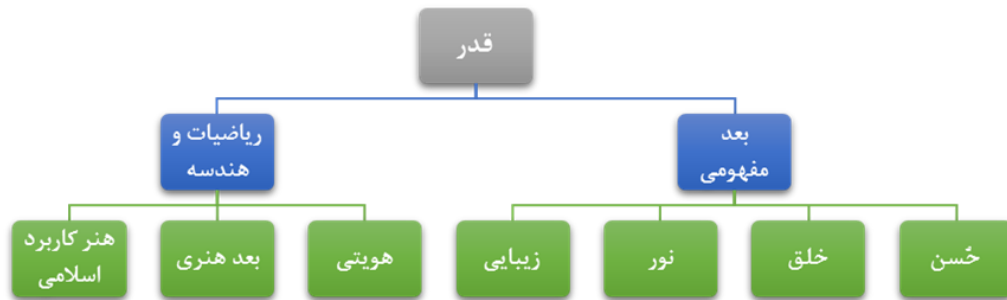 قدر
بعد
مفهومی
ریاضیات و
هندسه
حٌسن
خلق
نور
زیبایی
هویتی
بعد هنری
هنر کاربرد
اسلامی